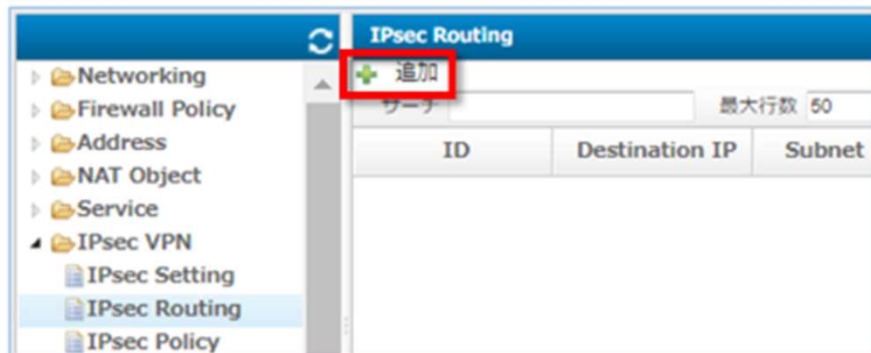 IPsec Routing
追加
サーチ 最大行数 50
ID Destination IP Subnet
Networking
Firewall Policy
Address
NAT Object
Service
IPsec VPN
IPsec Setting
IPsec Routing
IPsec Policy